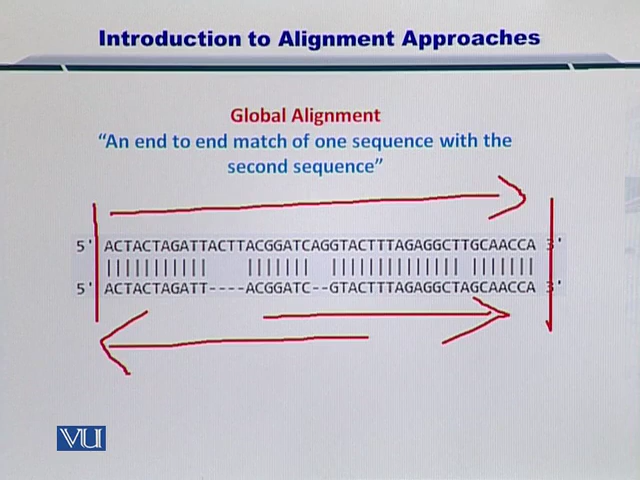 Introduction to Alignment Approaches
Global Alignment
“An end to end match of one sequence with the
second sequence”
5' ACTACTAGATTACTTACGGATCAGGTACTTTAGAGGCTTGCAACCA 3'
5' ACTACTAGATT----ACGGATC--GTACTTTAGAGGCTAGCAACCA 3'
VU